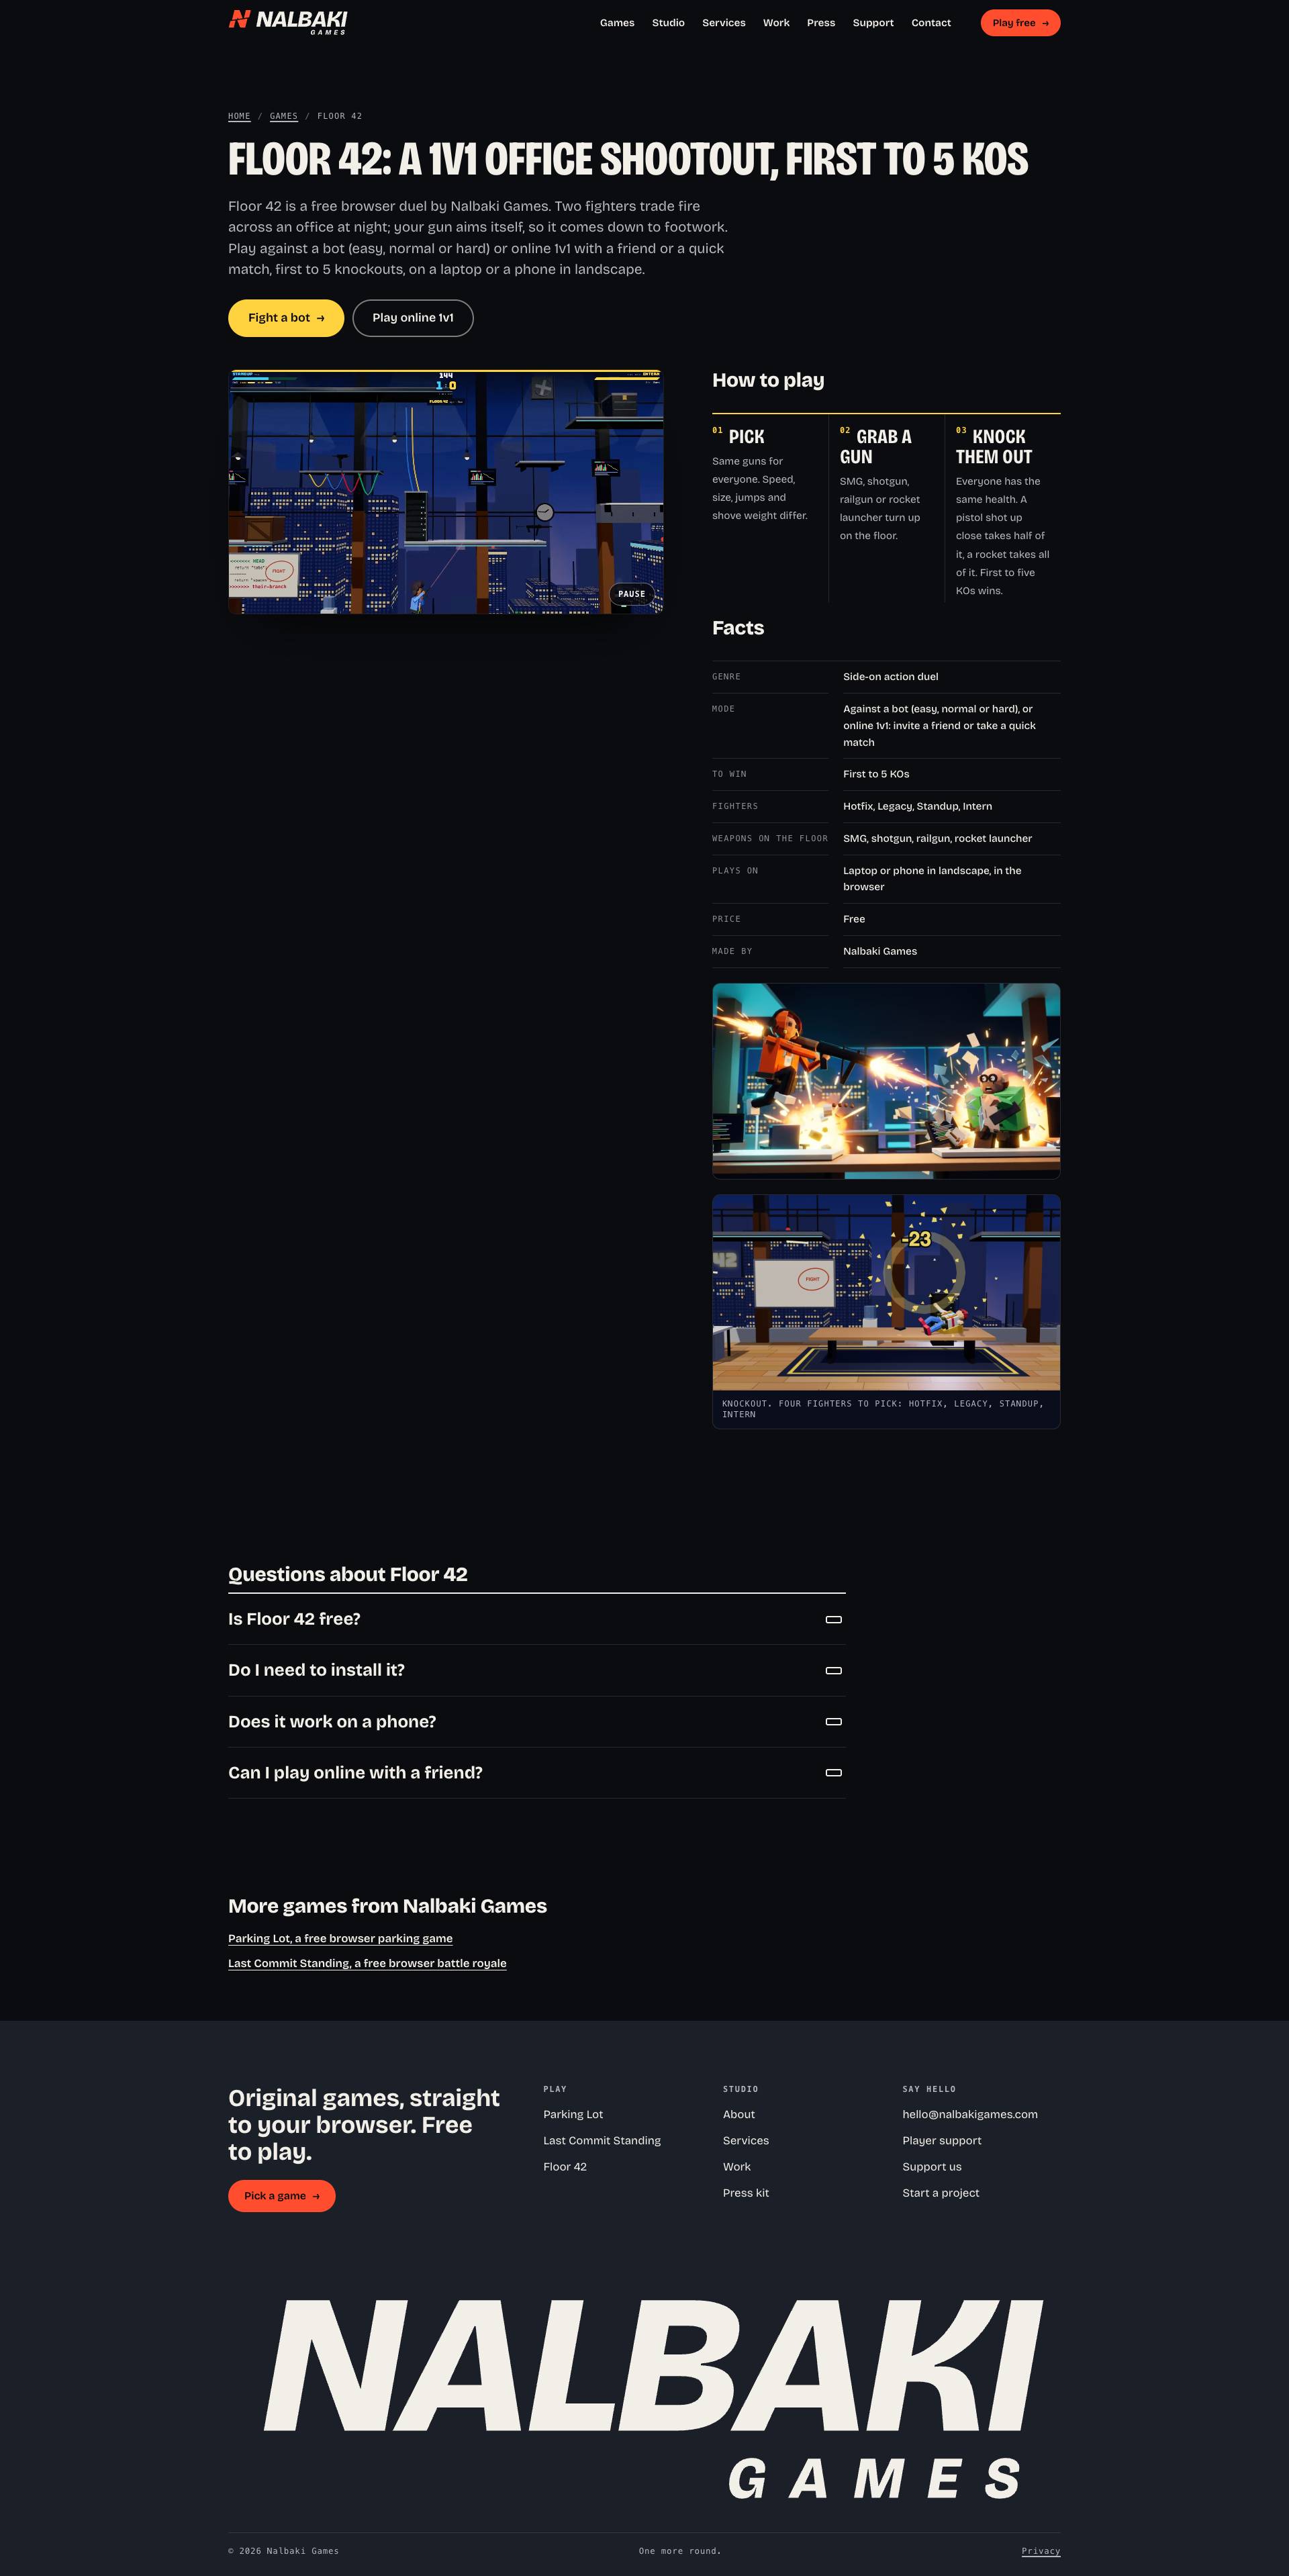 NALBAKI
GAMES
Games Studio Services Work Press Support Contact Play free →
HOME / GAMES / FLOOR 42
FLOOR 42: A 1V1 OFFICE SHOOTOUT, FIRST TO 5 KOS
Floor 42 is a free browser duel by Nalbaki Games. Two fighters trade fire
across an office at night; your gun aims itself, so it comes down to footwork.
Play against a bot (easy, normal or hard) or online 1v1 with a friend or a quick
match, first to 5 knockouts, on a laptop or a phone in landscape.
Fight a bot → Play online 1v1
144
1:0
FLOOR 42
HEAD
FIGHT
PAUSE
How to play
01 PICK
Same guns for
everyone. Speed,
size, jumps and
shove weight differ.
02 GRAB A
GUN
SMG, shotgun,
railgun or rocket
launcher turn up
on the floor.
03 KNOCK
THEM OUT
Everyone has the
same health. A
pistol shot up
close takes half of
it, a rocket takes all
of it. First to five
KOs wins.
Facts
GENRE Side-on action duel
MODE Against a bot (easy, normal or hard), or
online 1v1: invite a friend or take a quick
match
TO WIN First to 5 KOs
FIGHTERS Hotfix, Legacy, Standup, Intern
WEAPONS ON THE FLOOR SMG, shotgun, railgun, rocket launcher
PLAYS ON Laptop or phone in landscape, in the
browser
PRICE Free
MADE BY Nalbaki Games
-23
42
FIGHT
KNOCKOUT. FOUR FIGHTERS TO PICK: HOTFIX, LEGACY, STANDUP,
INTERN
Questions about Floor 42
Is Floor 42 free?
Do I need to install it?
Does it work on a phone?
Can I play online with a friend?
More games from Nalbaki Games
Parking Lot, a free browser parking game
Last Commit Standing, a free browser battle royale
Original games, straight
to your browser. Free
to play.
Pick a game →
PLAY
Parking Lot
Last Commit Standing
Floor 42
STUDIO
About
Services
Work
Press kit
SAY HELLO
hello@nalbakigames.com
Player support
Support us
Start a project
NALBAKI
GAMES
© 2026 Nalbaki Games One more round. Privacy